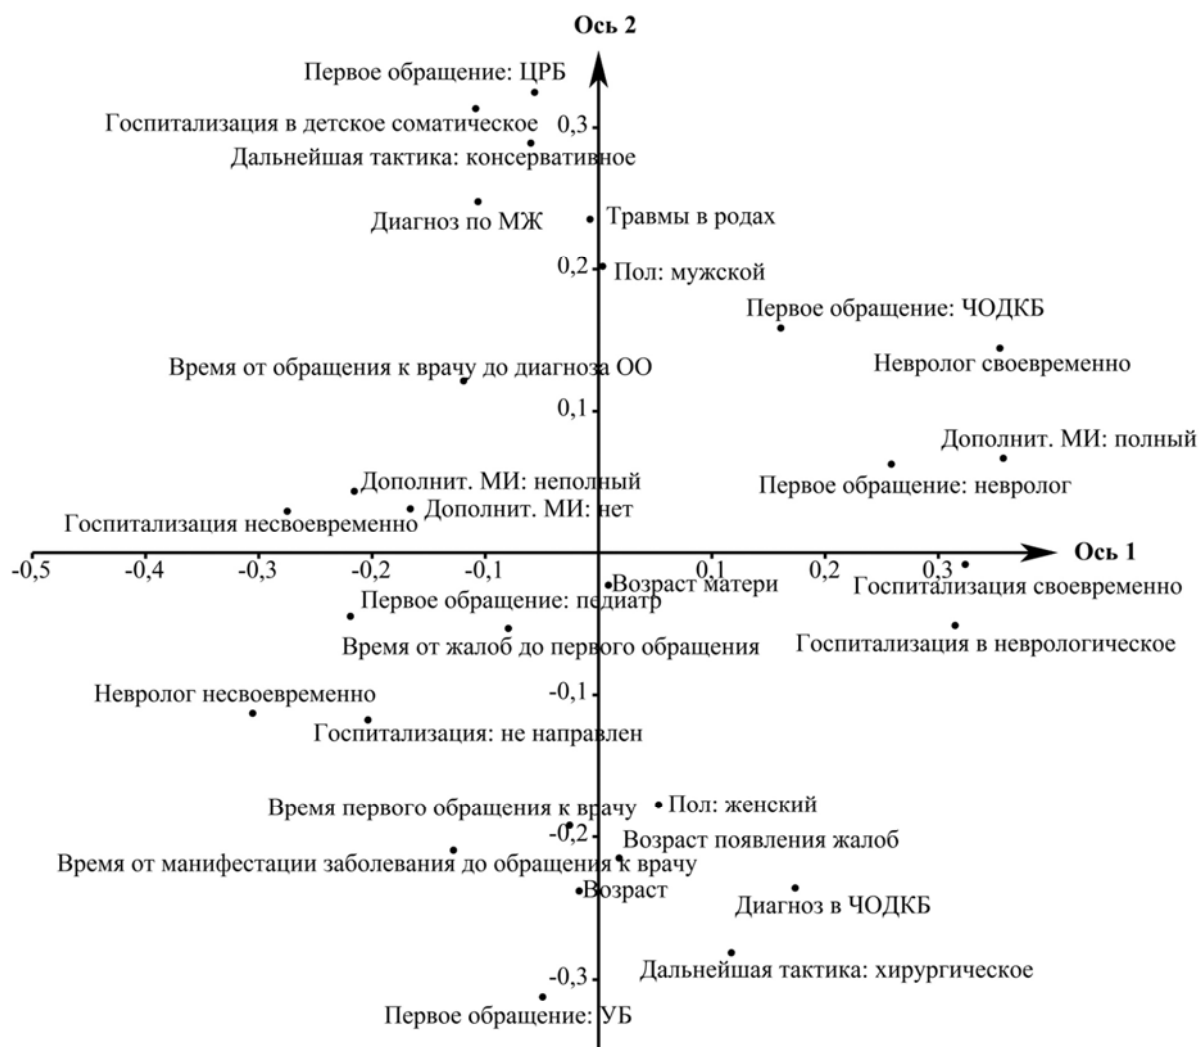 Ось 2
Первое обращение: ЦРБ
Госпитализация в детское соматическое
0,3
Дальнейшая тактика: консервативное
Диагноз по МЖ
Травмы в родах
0,2
Пол: мужской
Первое обращение: ЧОДКБ
Невролог своевременно
Время от обращения к врачу до диагноза ОО
0,1
Дополнит. МИ: полный
Дополнит. МИ: неполный
Первое обращение: невролог
Дополнит. МИ: нет
Госпитализация несвоевременно
Ось 1
-0,5 -0,4 -0,3 -0,2 -0,1 0,1 0,2 0,3
Возраст матери
Госпитализация своевременно
Первое обращение: педиатр
Время от жалоб до первого обращения
Госпитализация в неврологическое
Невролог несвоевременно
-0,1
Госпитализация: не направлен
Время первого обращения к врачу
Пол: женский
-0,2
Возраст появления жалоб
Время от манифестации заболевания до обращения к врачу
Возраст
Диагноз в ЧОДКБ
Дальнейшая тактика: хирургическое
-0,3
Первое обращение: УБ